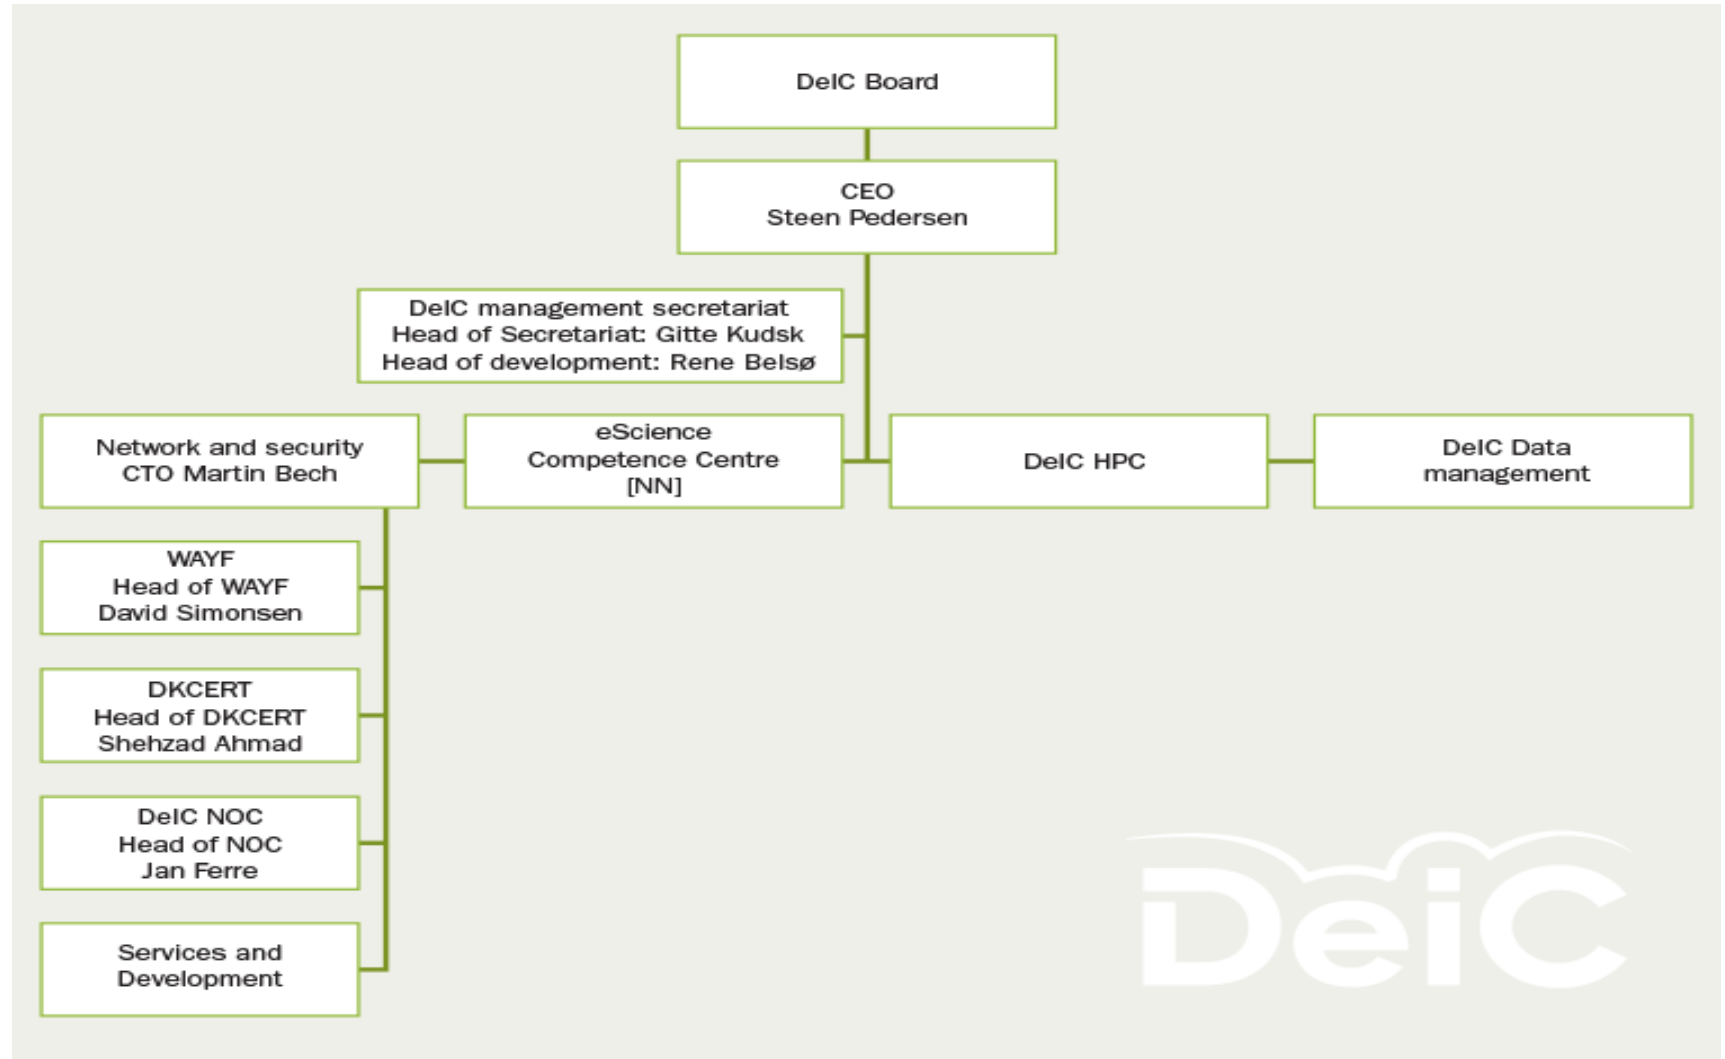 DeIC Board
CEO
Steen Pedersen
DeIC management secretariat
Head of Secretariat: Gitte Kudsk
Head of development: Rene Belsø
Network and security
CTO Martin Bech
eScience
Competence Centre
[NN]
DeIC HPC
DeIC Data
management
WAYF
Head of WAYF
David Simonsen
DKCERT
Head of DKCERT
Shehzad Ahmad
DeIC NOC
Head of NOC
Jan Ferre
Services and
Development
DeiC